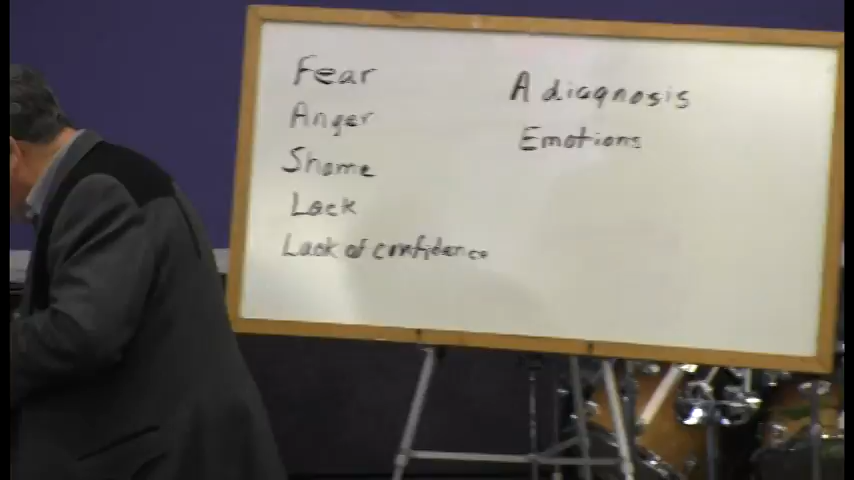 Fear
Anger
Shame
Lack
Lack of confidence
A diagnosis
Emotions